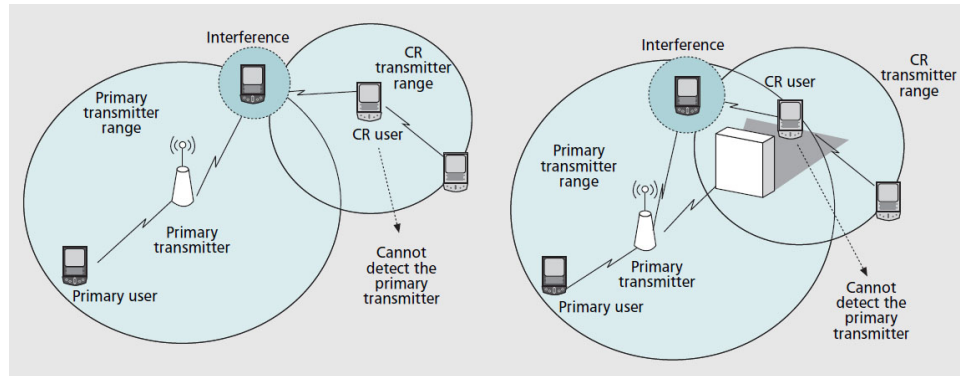 Interference
CR
transmitter
range
Primary
transmitter
range
CR user
Primary
transmitter
Primary user
Cannot
detect the
primary
transmitter
Interference
CR
transmitter
range
CR user
Primary
transmitter
range
Primary
transmitter
Primary user
Cannot
detect the
primary
transmitter